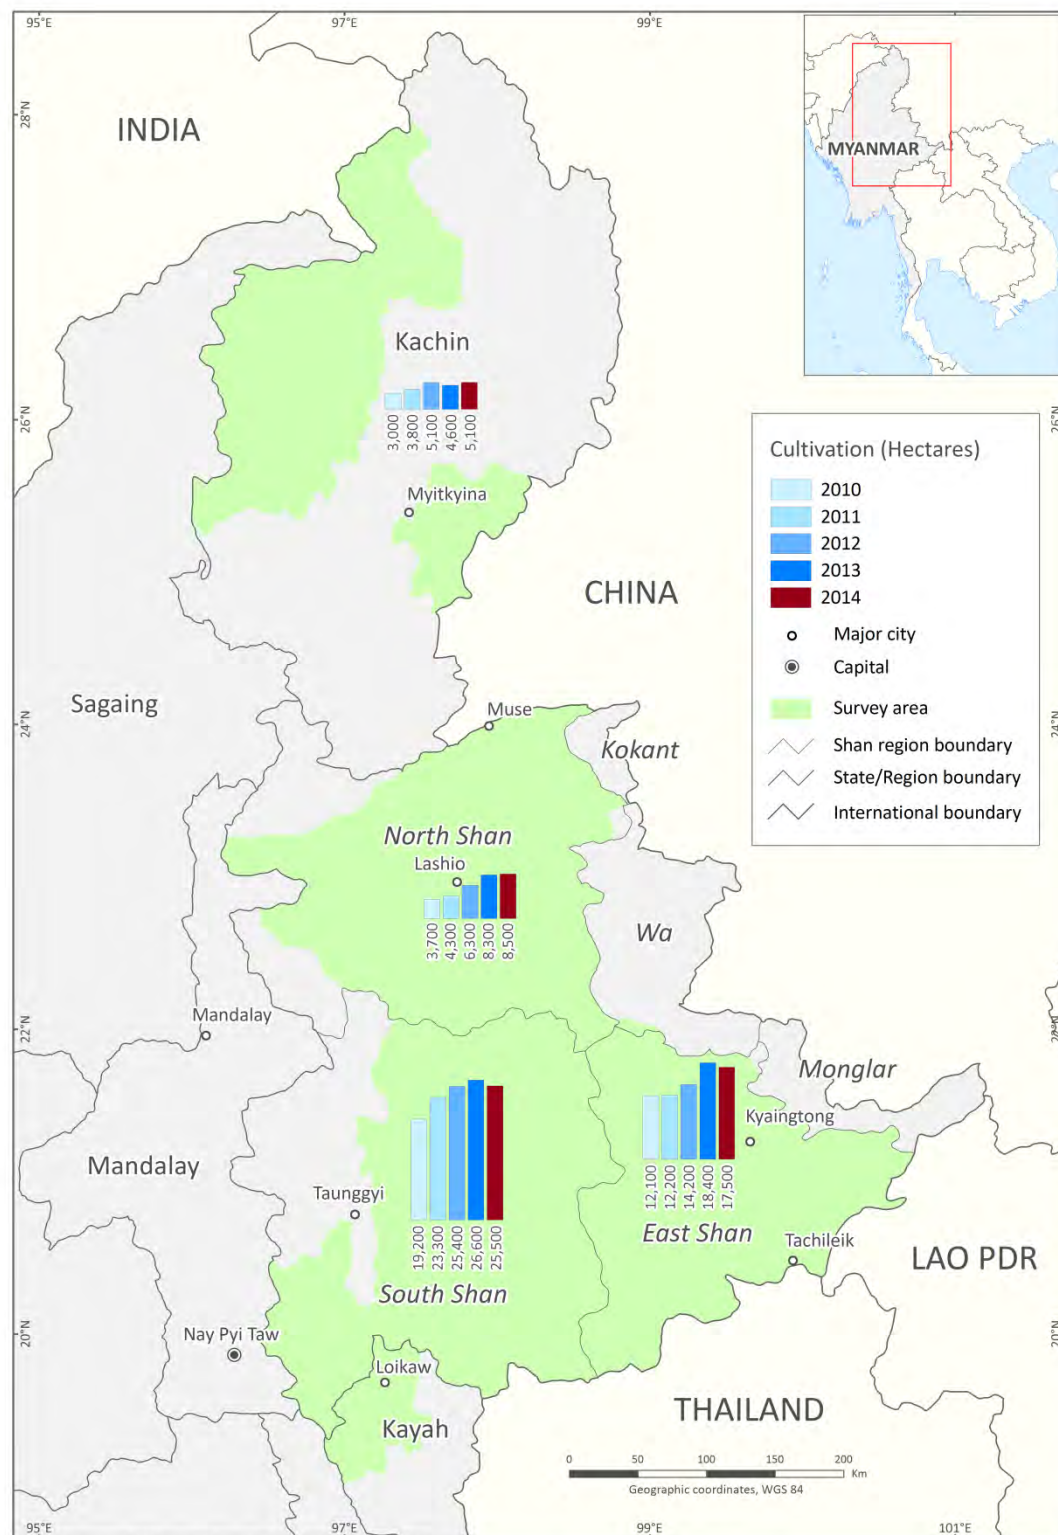 95°E
97°E
99°E
28°N
INDIA
MYANMAR
Kachin
3,000
3,800
5,100
4,600
5,100
26°N
26°N
Cultivation (Hectares)
2010
2011
2012
2013
2014
Major city
Capital
Survey area
Shan region boundary
State/Region boundary
International boundary
Myitkyina
CHINA
Sagaing
24°N
Muse
24°N
Kokant
North Shan
Lashio
3,700
4,300
6,300
8,300
8,500
Wa
Mandalay
22°N
22°N
Monglar
Kyaingtong
Mandalay
Taunggyi
19,200
23,300
25,400
26,600
25,500
South Shan
12,100
12,200
14,200
18,400
17,500
East Shan
Tachileik
LAO PDR
Nay Pyi Taw
20°N
20°N
Loikaw
Kayah
THAILAND
0 50 100 150 200
Km
Geographic coordinates, WGS 84
95°E
97°E
99°E
101°E